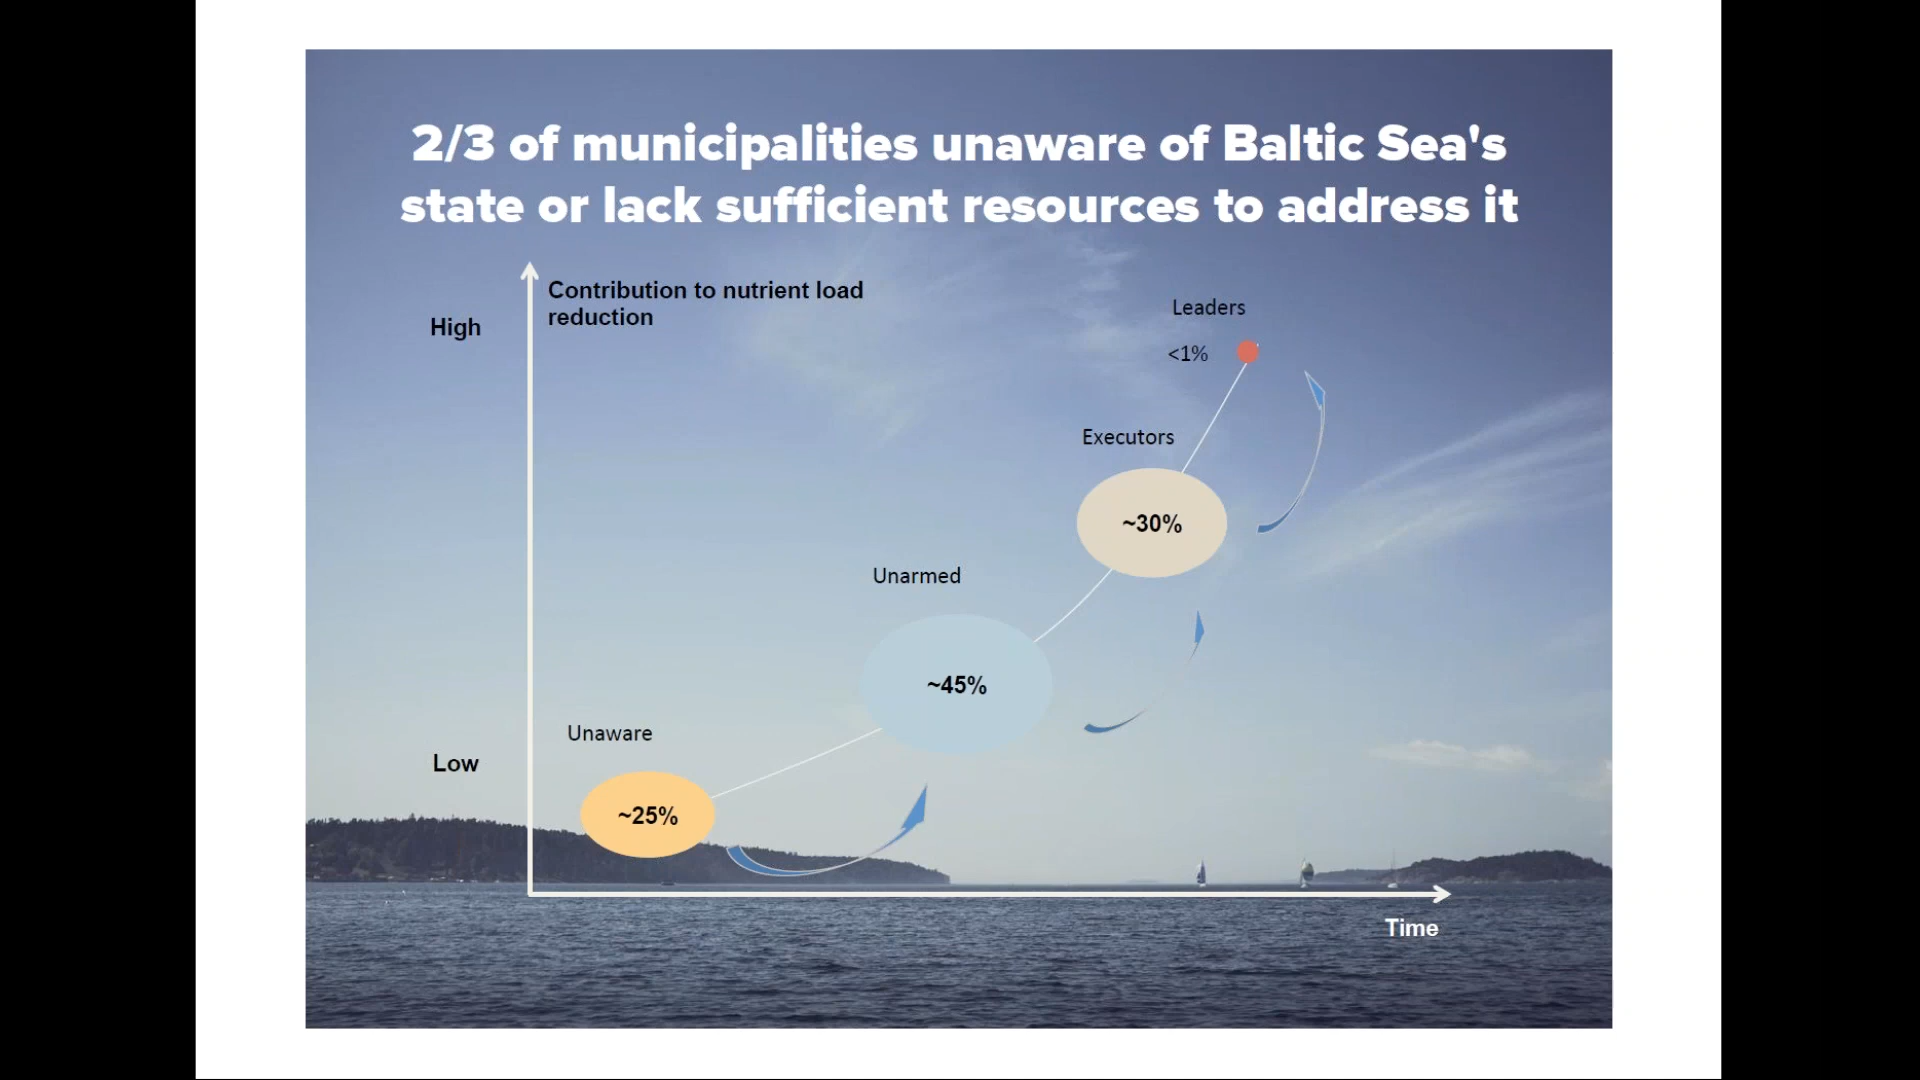 2/3 of municipalities unaware of Baltic Sea's
state or lack sufficient resources to address it
Contribution to nutrient load
reduction
High
Leaders
<1%
Executors
~30%
Unarmed
~45%
Unaware
Low
~25%
Time